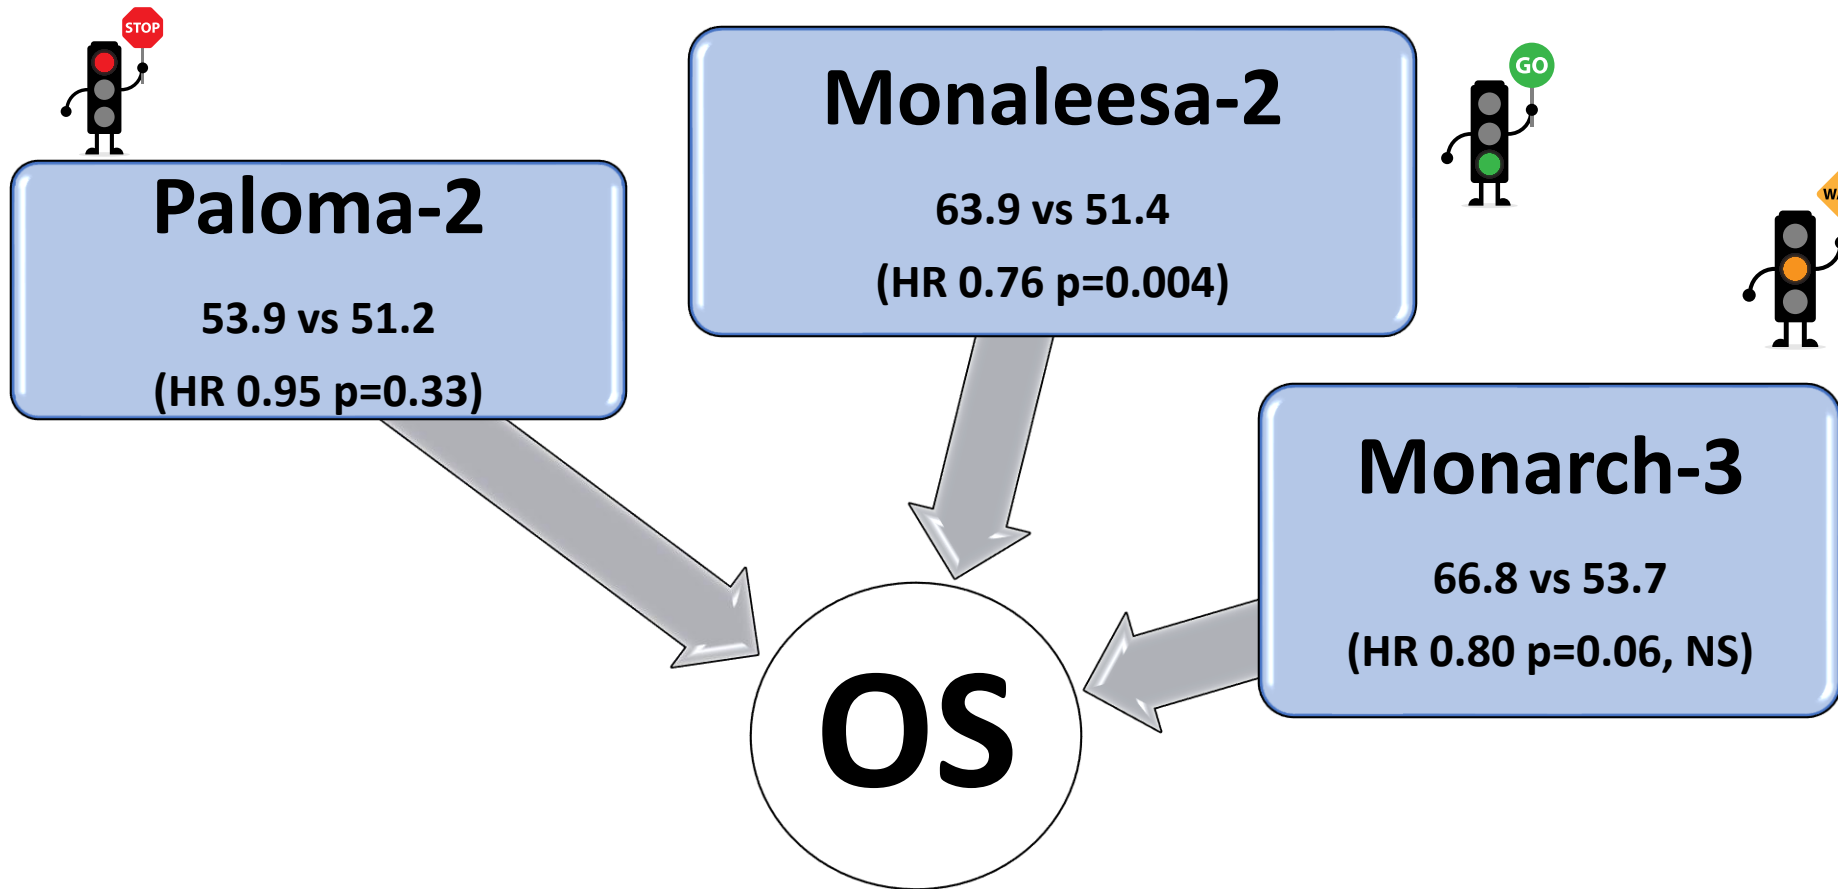 STOP
Paloma-2
53.9 vs 51.2
(HR 0.95 p=0.33)
Monaleesa-2
63.9 vs 51.4
(HR 0.76 p=0.004)
GO
Monarch-3
66.8 vs 53.7
(HR 0.80 p=0.06, NS)
OS